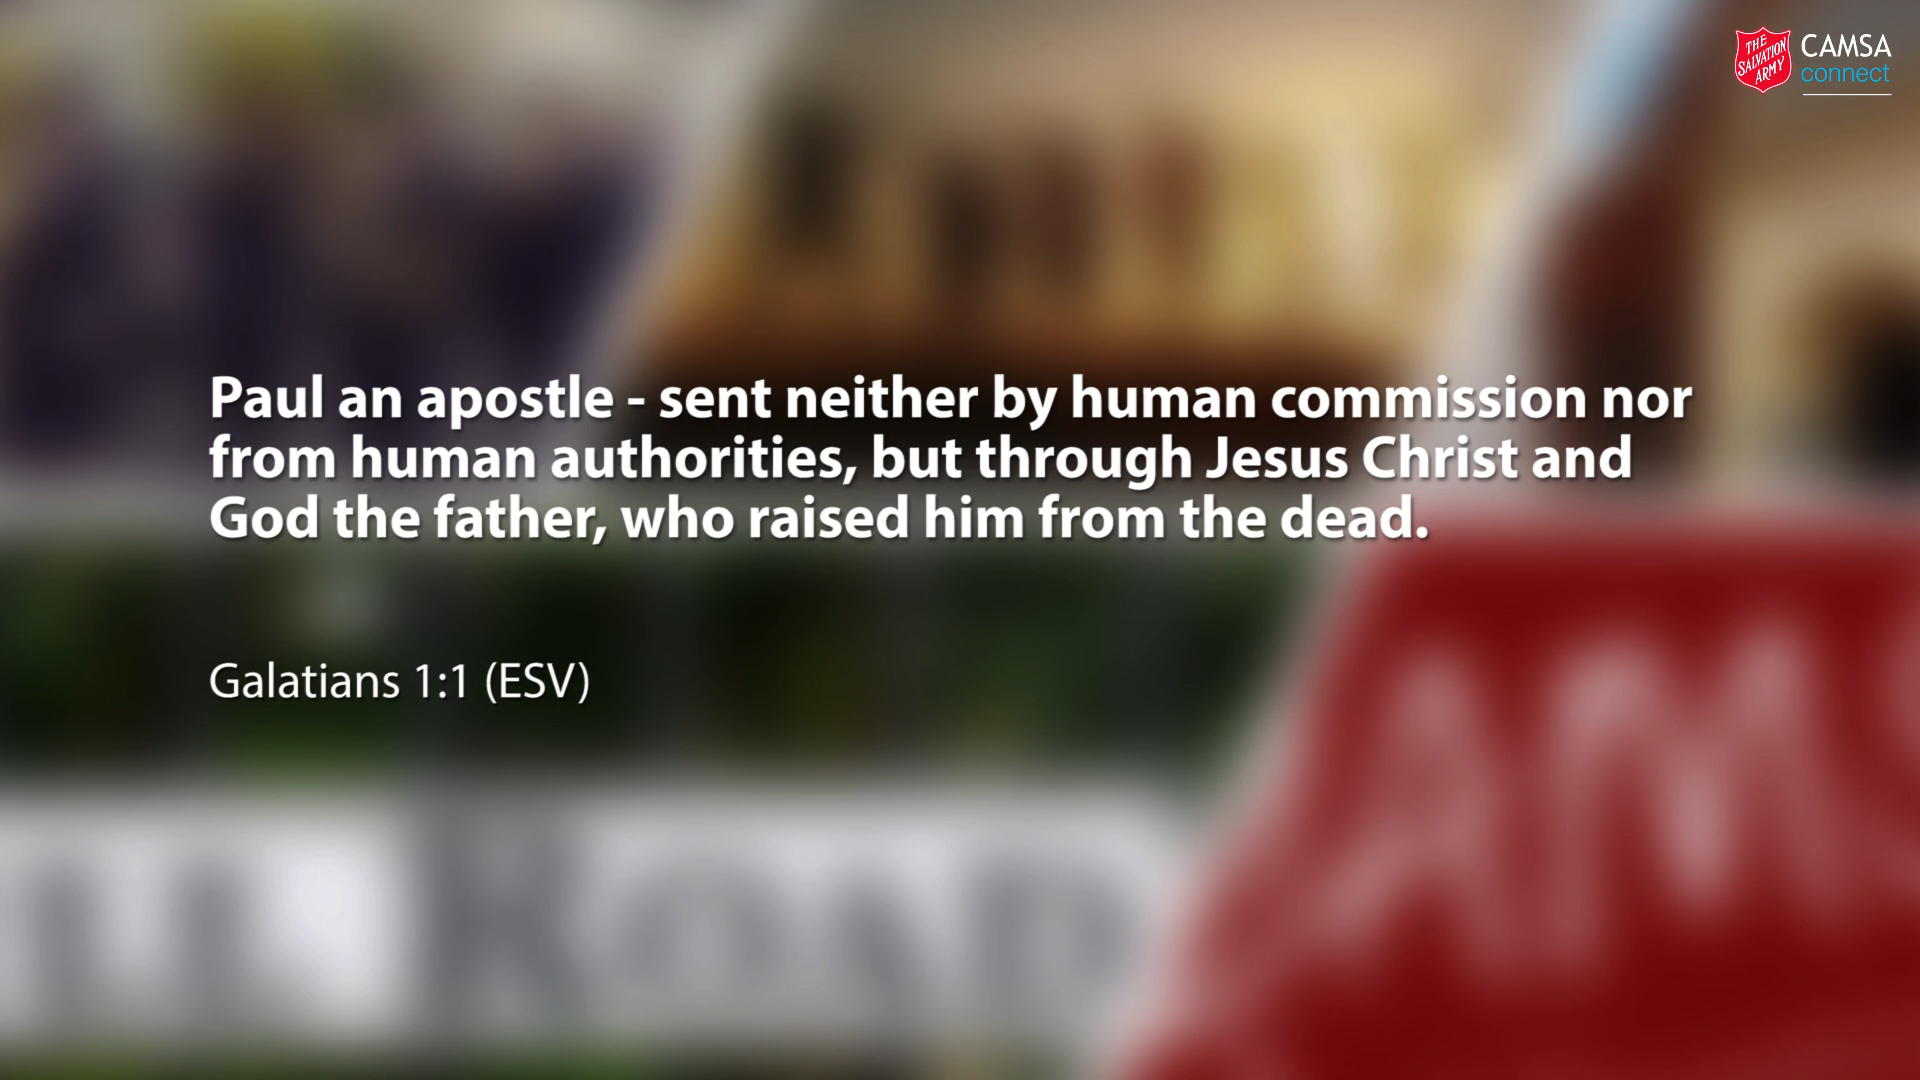 THE
SALVATION
ARMY
CAMSA
connect
Paul an apostle - sent neither by human commission nor
from human authorities, but through Jesus Christ and
God the father, who raised him from the dead.
Galatians 1:1 (ESV)